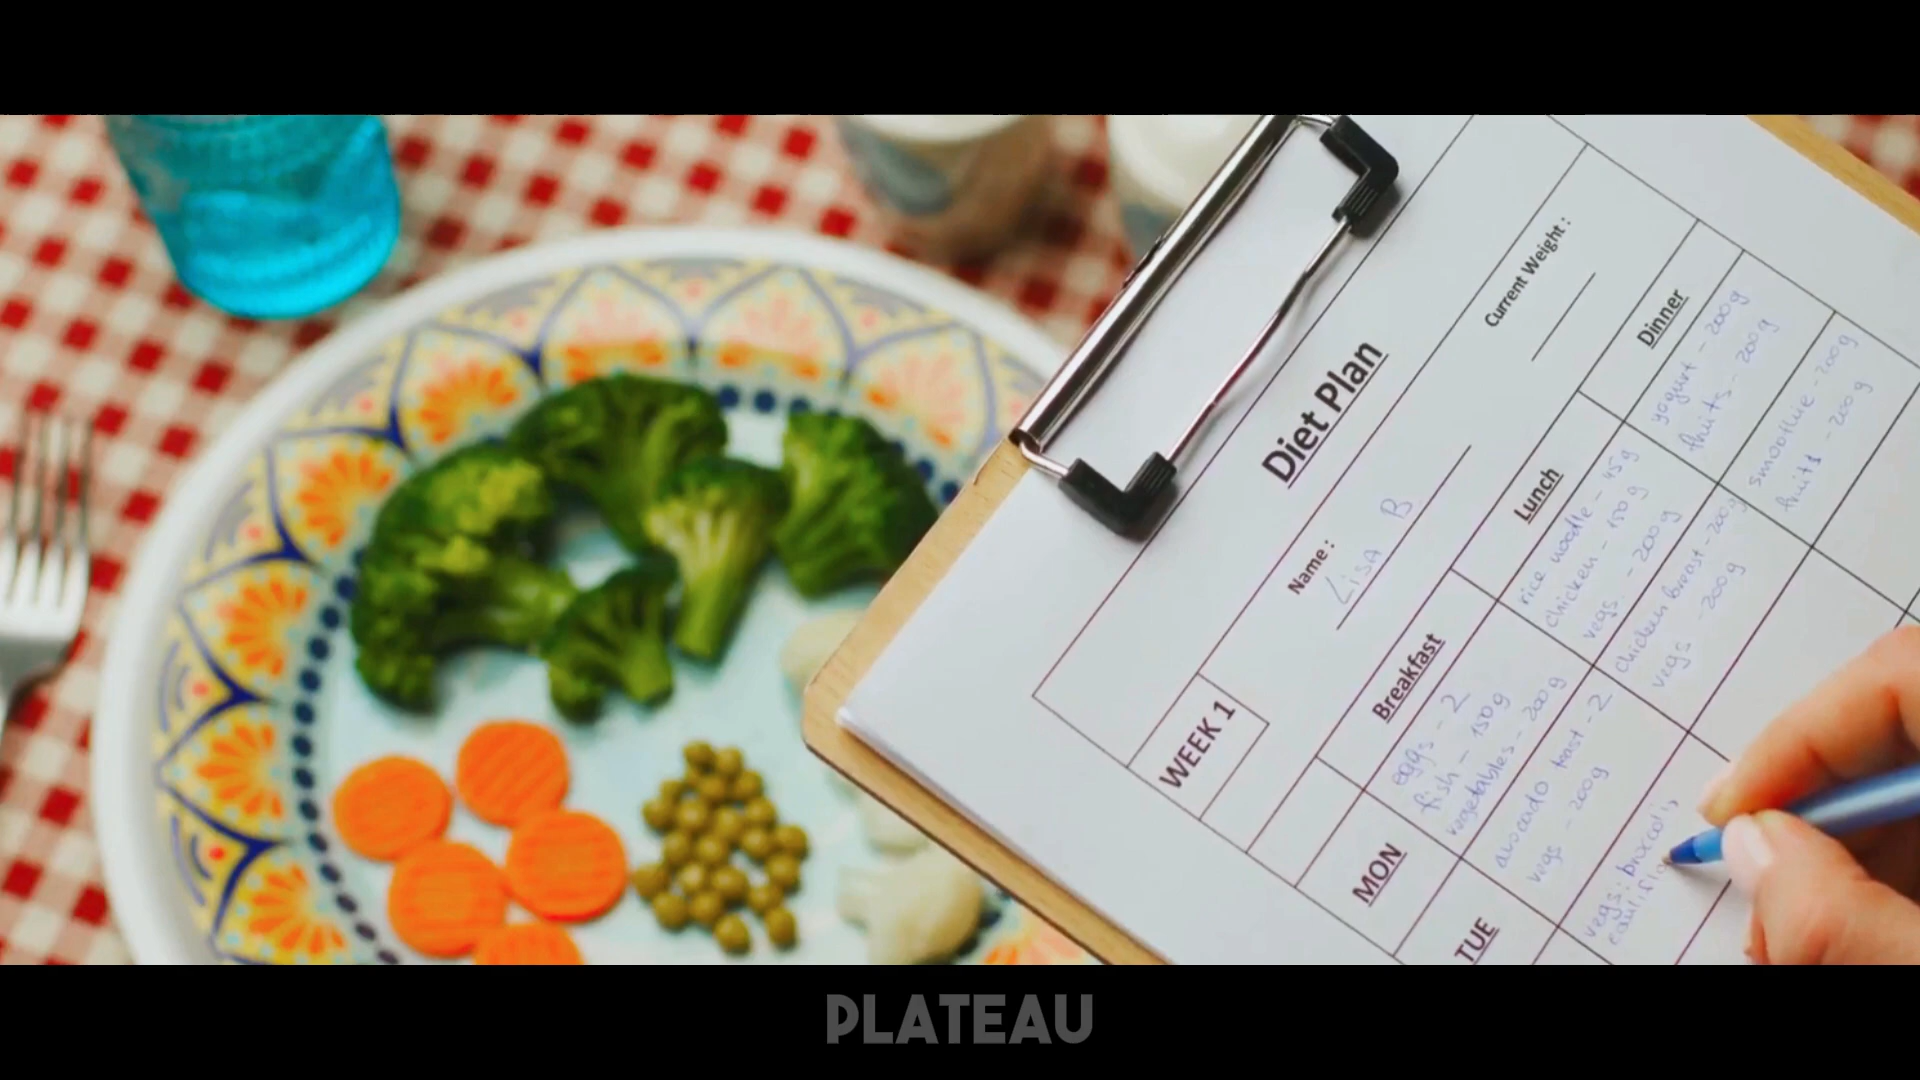 Diet Plan
Current Weight :
Name :
LISA B
WEEK 1
Breakfast
Lunch
Dinner
MON
eggs - 2
fish - 150g
vegetables - 200g
rice noodle - 45g
chicken - 150g
vegs. - 200g
yogurt - 200g
fruits - 200g
TUE
avocado toast - 2
vegs - 200g
chicken breast - 200g
vegs - 200g
smoothie - 200g
fruits - 200g
vegs: broccoli,
PLATEAU